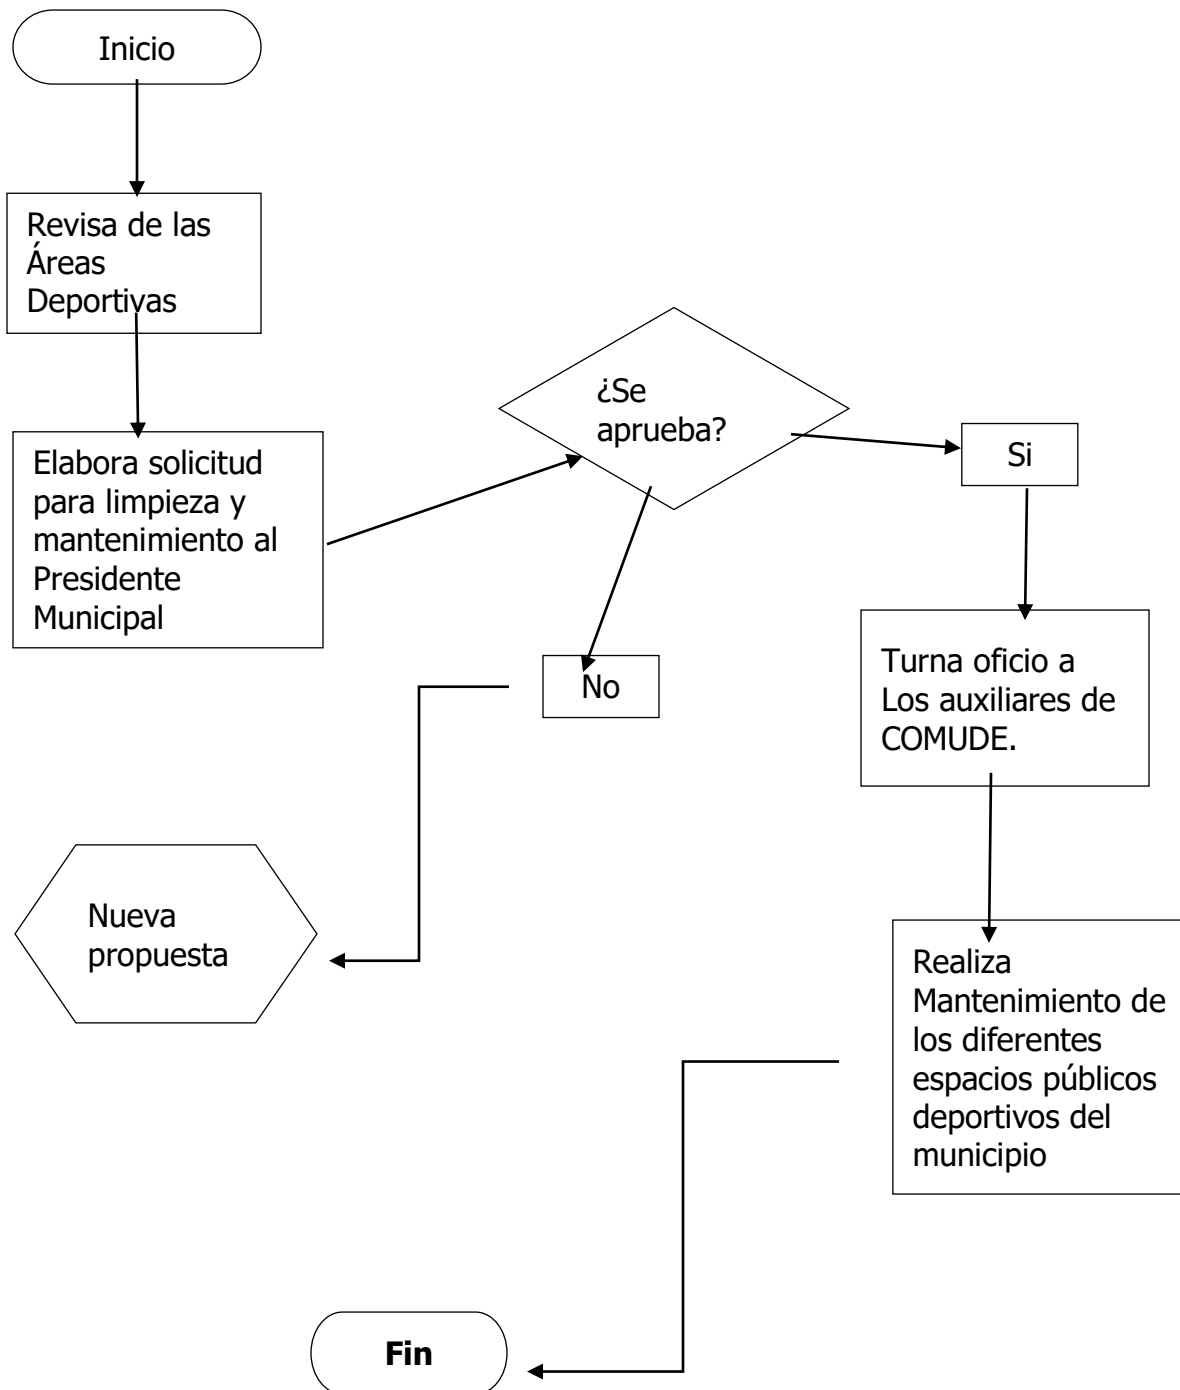 Inicio
Revisa de las
Áreas
Deportivas
Elabora solicitud
para limpieza y
mantenimiento al
Presidente
Municipal
¿Se
aprueba?
Si
No
Turna oficio a
Los auxiliares de
COMUDE.
Nueva
propuesta
Realiza
Mantenimiento de
los diferentes
espacios públicos
deportivos del
municipio
Fin